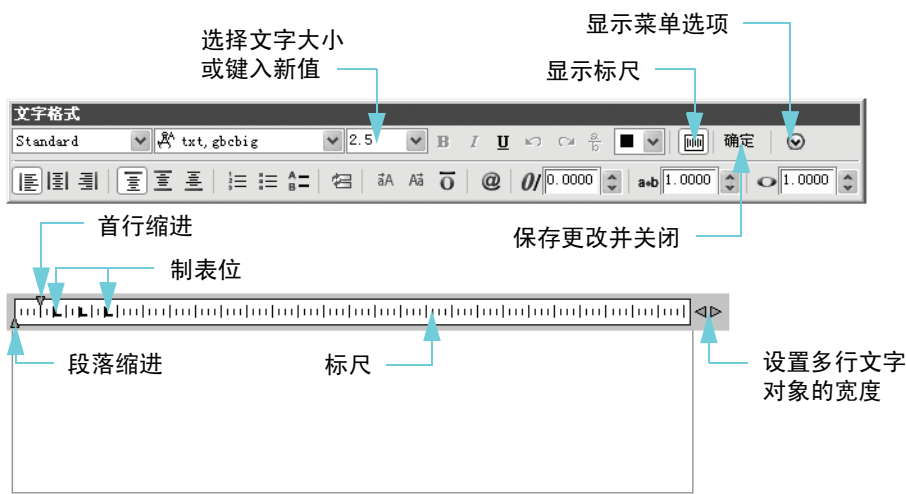 显示菜单选项
选择文字大小
或键入新值
显示标尺
文字格式
Standard txt, gbcbig 2.5 B I U a/b 确定
āA Aā O @ 0/ 0.0000 a•b 1.0000 1.0000
首行缩进
保存更改并关闭
制表位
段落缩进
标尺
设置多行文字
对象的宽度